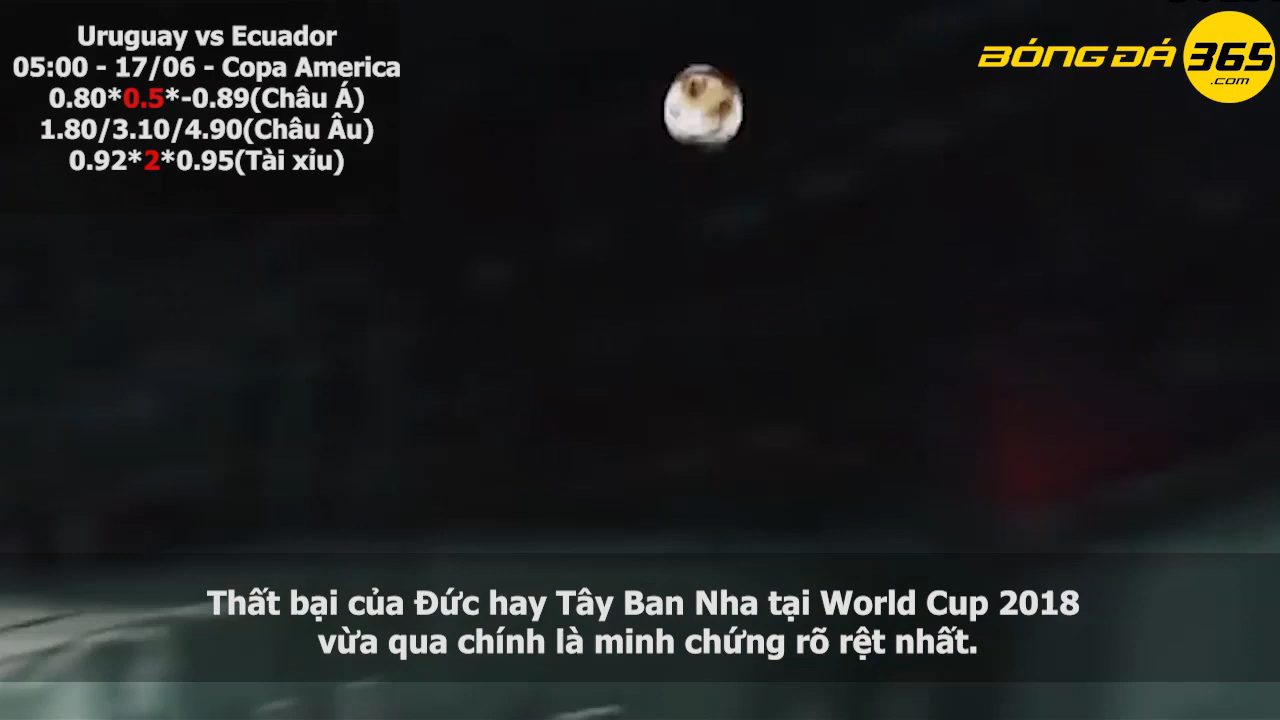 Uruguay vs Ecuador
05:00 - 17/06 - Copa America
0.80*0.5*-0.89(Châu Á)
1.80/3.10/4.90(Châu Âu)
0.92*2*0.95(Tài xỉu)
BÓNG ĐÁ 365
.com
Thất bại của Đức hay Tây Ban Nha tại World Cup 2018
vừa qua chính là minh chứng rõ rệt nhất.